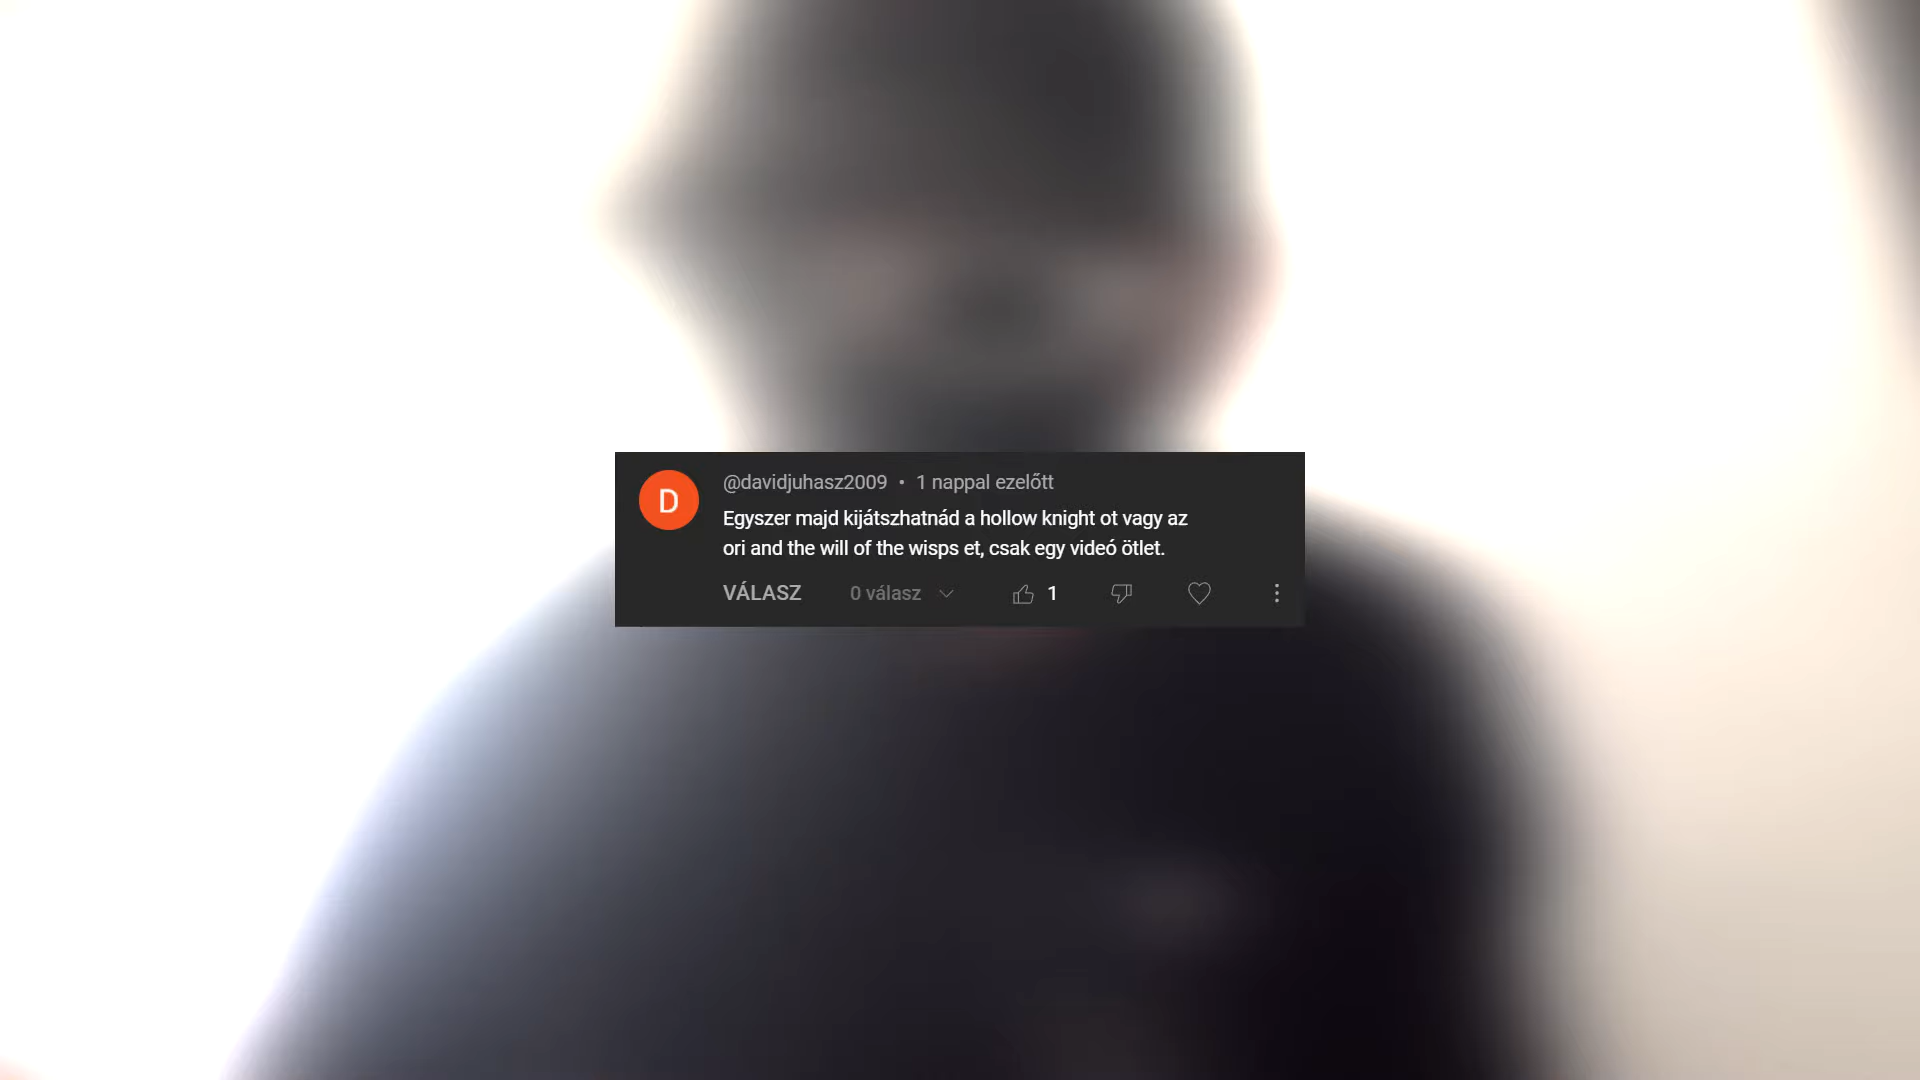 D
@davidjuhasz2009 • 1 nappal ezelőtt
Egyszer majd kijátszhatnád a hollow knight ot vagy az
ori and the will of the wisps et, csak egy videó ötlet.
VÁLASZ 0 válasz 1